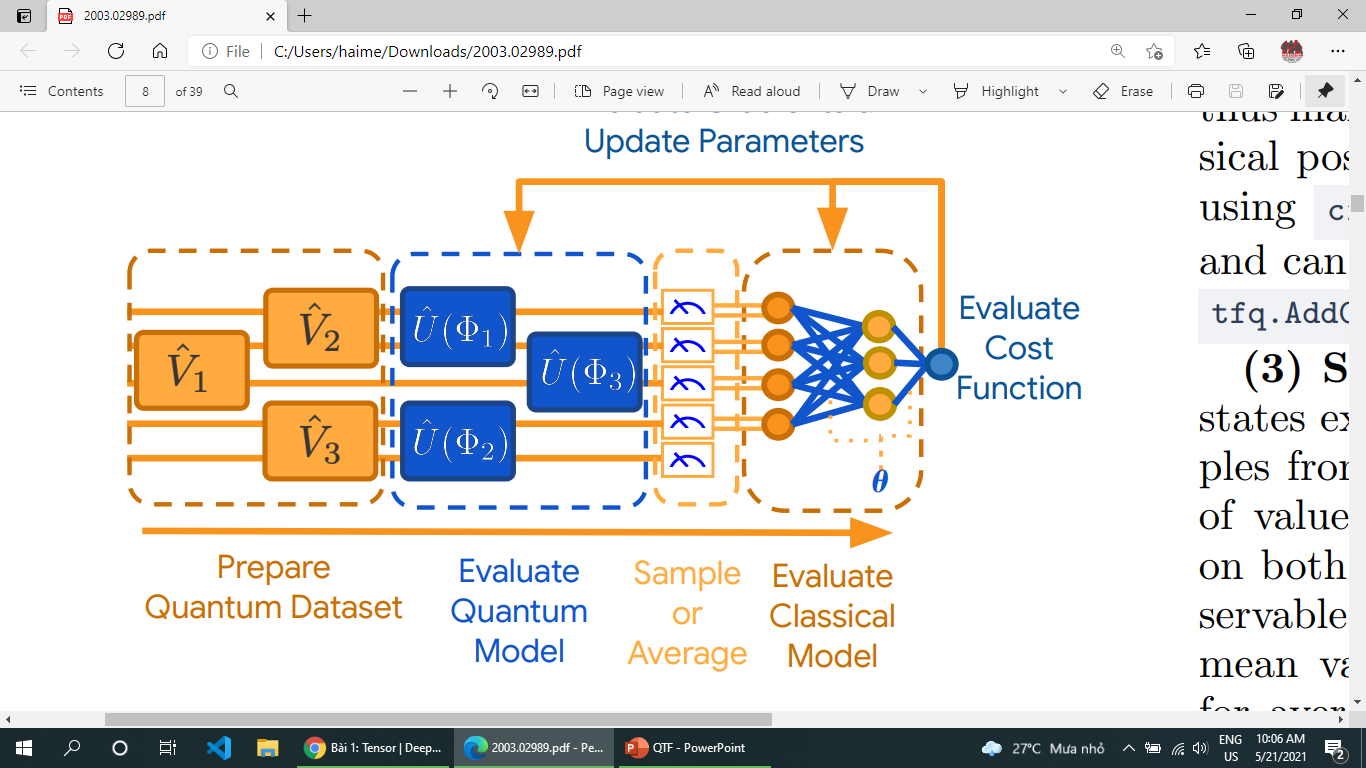 2003.02989.pdf
File
C:/Users/haime/Downloads/2003.02989.pdf
Contents
8
of 39
Page view
Read aloud
Draw
Highlight
Erase
Update Parameters
V̂₁
V̂₂
V̂₃
Û(Φ₁)
Û(Φ₂)
Û(Φ₃)
θ
Evaluate
Cost
Function
Prepare
Quantum Dataset
Evaluate
Quantum
Model
Sample
or
Average
Evaluate
Classical
Model
sical pos
using
and can
tfq.Add
(3) S
states ex
ples from
of value
on both
servable
mean va
Bài 1: Tensor | Deep...
2003.02989.pdf - Pe...
QTF - PowerPoint
27°C Mưa nhỏ
ENG
US
10:06 AM
5/21/2021
2